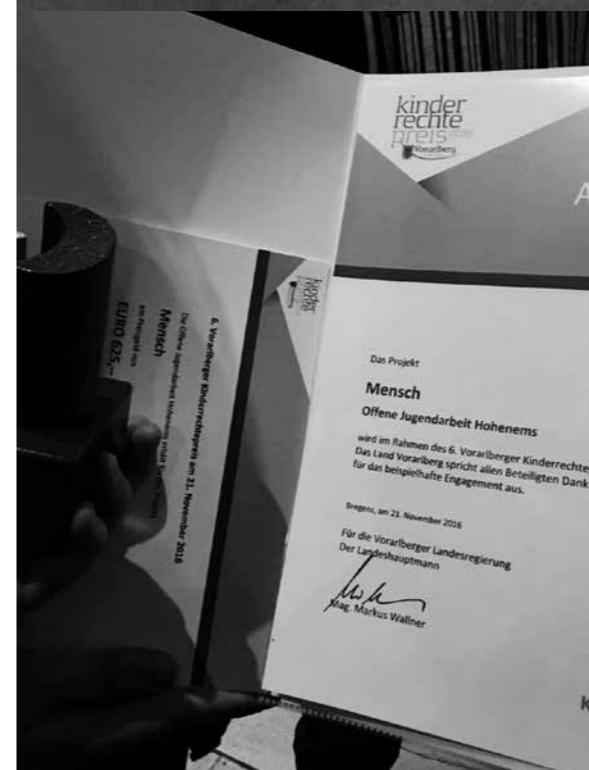 kinder
rechte
preis
Vorarlberg
A
Das Projekt
Mensch
Offene Jugendarbeit Hohenems
wird im Rahmen des 6. Vorarlberger Kinderrechtep
Das Land Vorarlberg spricht allen Beteiligten Dank
für das beispielhafte Engagement aus.
Bregenz, am 21. November 2016
Für die Vorarlberger Landesregierung
Der Landeshauptmann
Mag. Markus Wallner
K
kinder
rechte
6. Vorarlberger Kinderrechtepreis am 21. November 2016
Die Offene Jugendarbeit Hohenems erhält für
Mensch
ein Preisgeld von
EURO 625,–